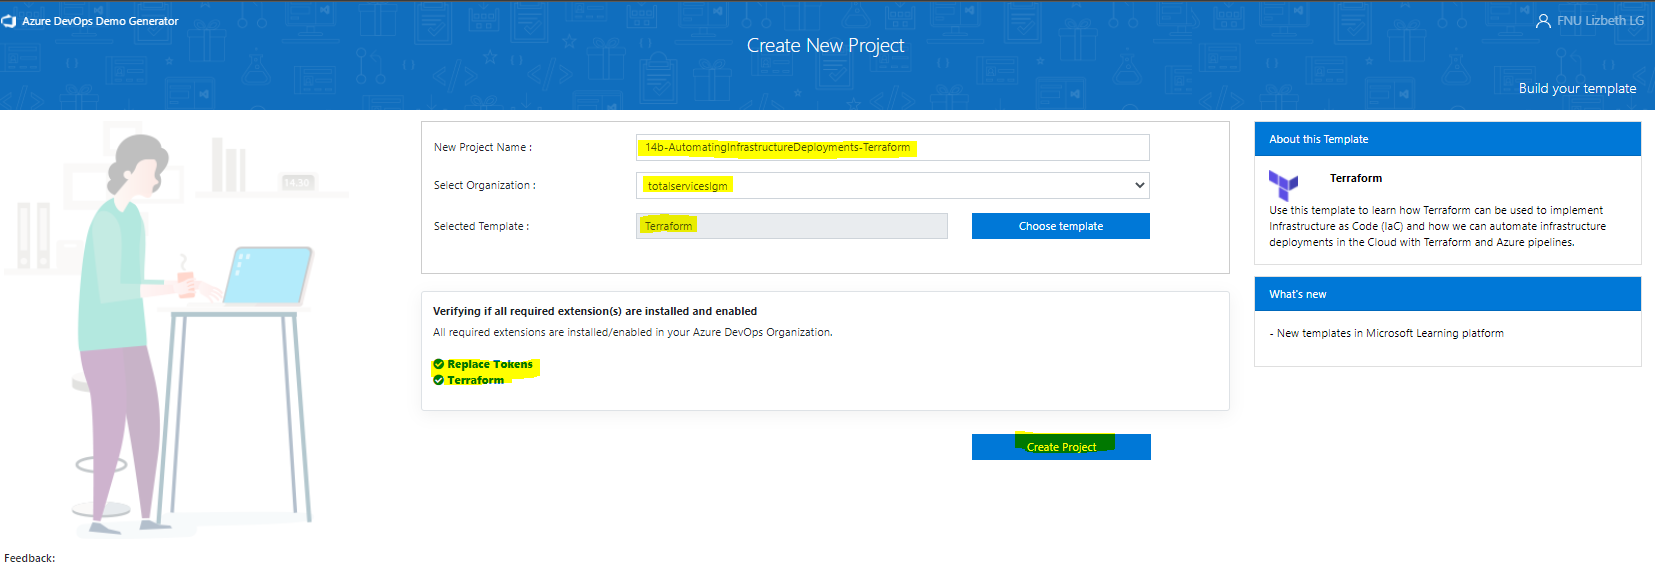 Azure DevOps Demo Generator
FNU Lizbeth LG
Create New Project
Build your template
New Project Name :
14b-AutomatingInfrastructureDeployments-Terraform
Select Organization :
totalserviceslgm
Selected Template :
Terraform
Choose template
Verifying if all required extension(s) are installed and enabled
All required extensions are installed/enabled in your Azure DevOps Organization.
Replace Tokens
Terraform
Create Project
About this Template
Terraform
Use this template to learn how Terraform can be used to implement
Infrastructure as Code (IaC) and how we can automate infrastructure
deployments in the Cloud with Terraform and Azure pipelines.
What's new
- New templates in Microsoft Learning platform
14.30
Feedback: